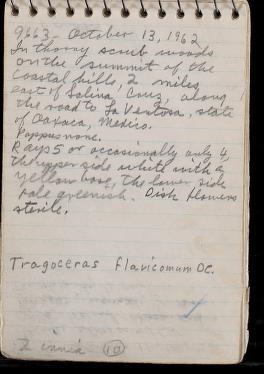 9663 - October 13, 1962
In thorny scrub woods
on the summit of the
coastal hills, 2 miles
east of Salina Cruz, along
the road to La Ventosa, state
of Oaxaca, Mexico.
Pappus none.
Rays 5 or occasionally only 4,
the upper side white with a
yellow base, the lower side
pale greenish. Disk flowers
sterile.
Tragoceras flavicomum DC.
Zinnia (10)